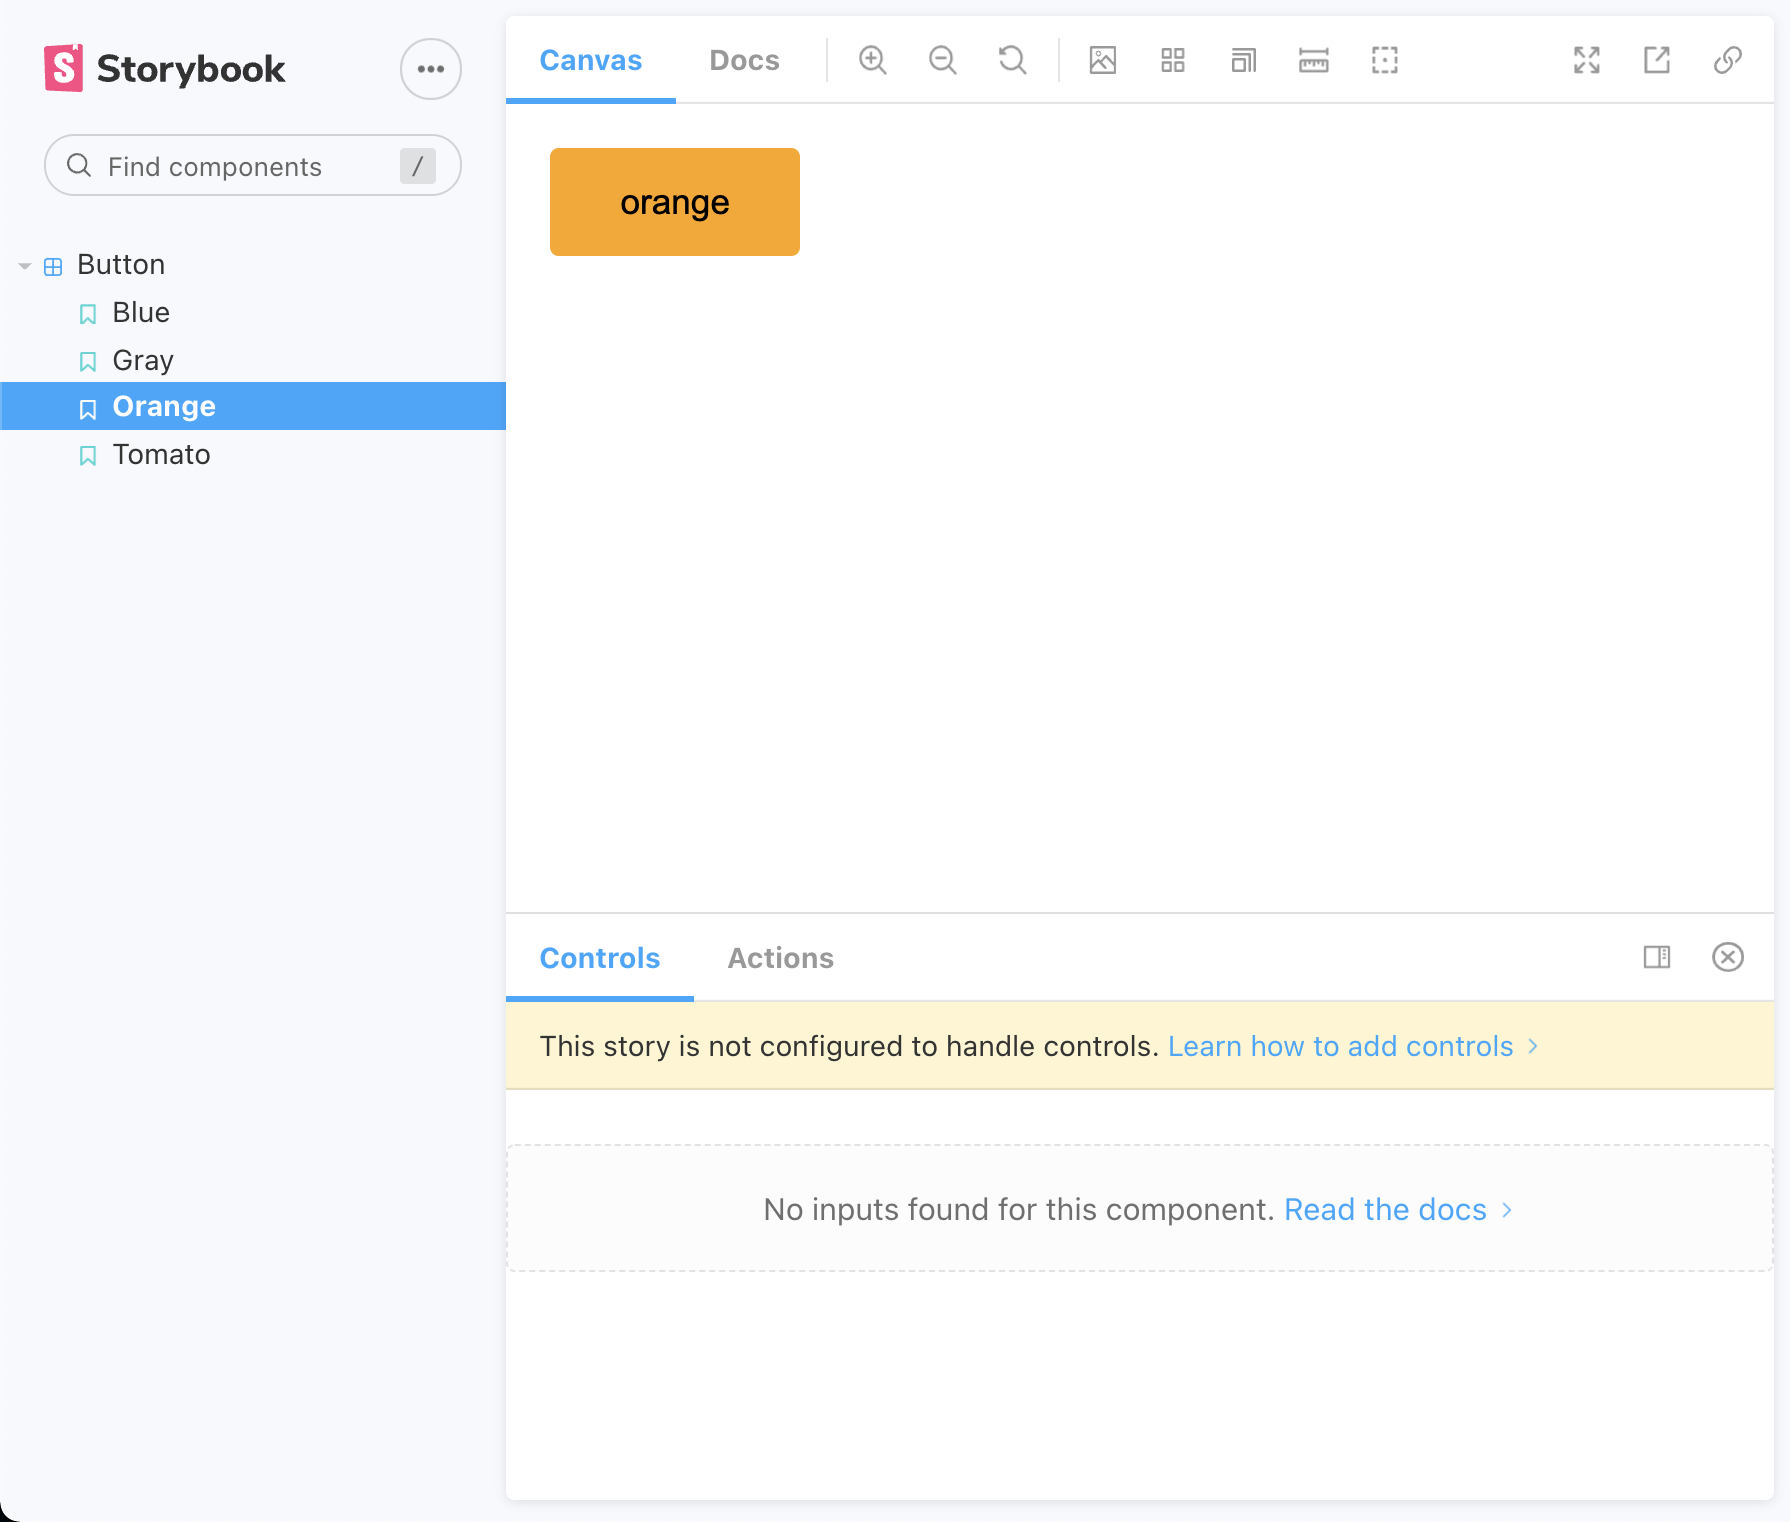 Storybook
Find components /
Button
Blue
Gray
Orange
Tomato
Canvas Docs
orange
Controls Actions
This story is not configured to handle controls. Learn how to add controls
No inputs found for this component. Read the docs